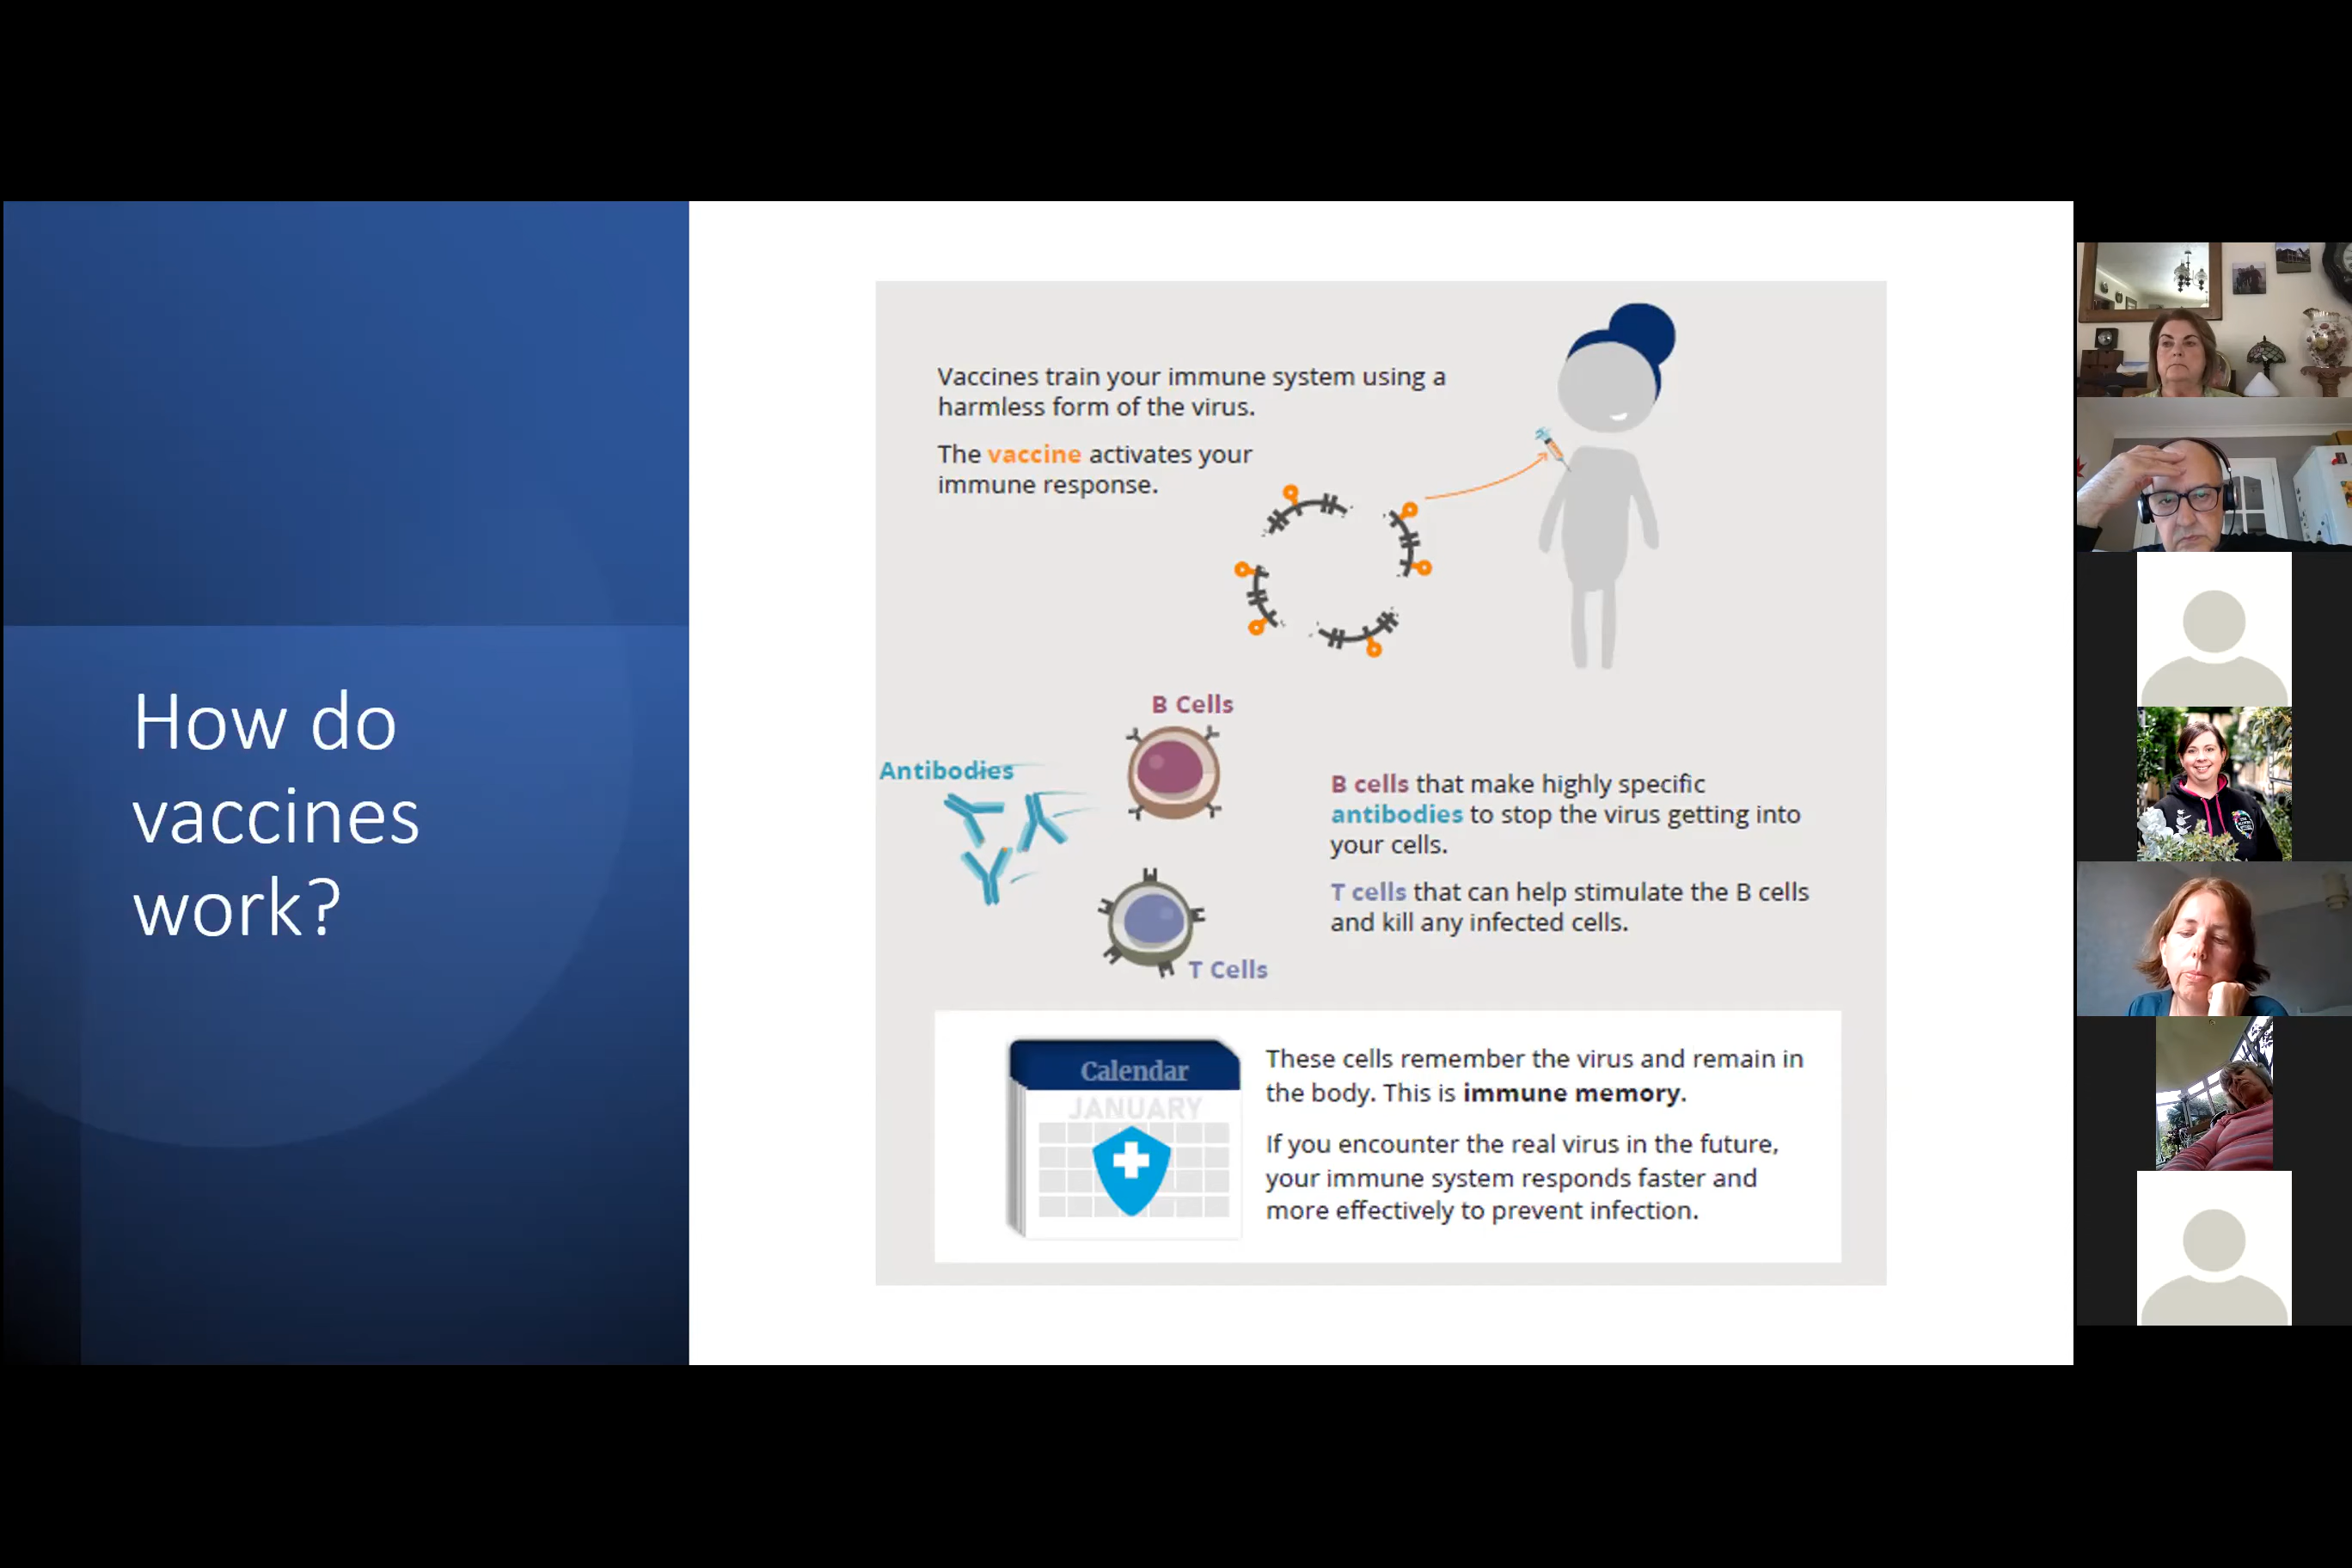 How do
vaccines
work?
Vaccines train your immune system using a
harmless form of the virus.
The vaccine activates your
immune response.
B Cells
Antibodies
B cells that make highly specific
antibodies to stop the virus getting into
your cells.
T cells that can help stimulate the B cells
and kill any infected cells.
T Cells
Calendar
JANUARY
These cells remember the virus and remain in
the body. This is immune memory.
If you encounter the real virus in the future,
your immune system responds faster and
more effectively to prevent infection.